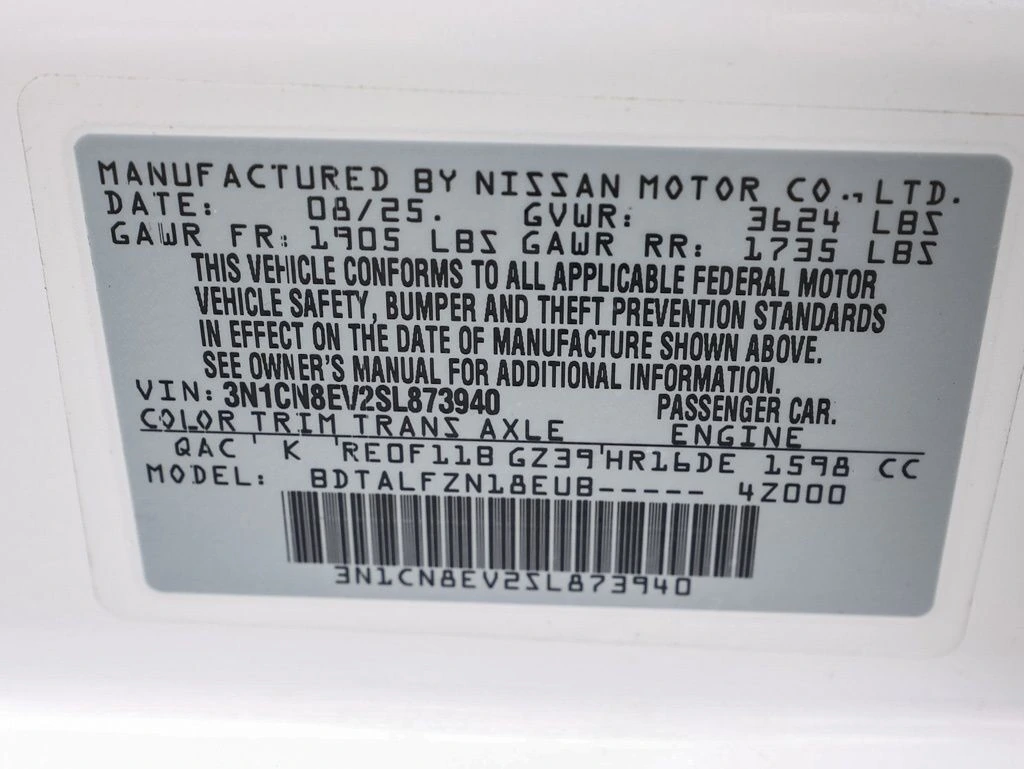 MANUFACTURED BY NISSAN MOTOR CO.,LTD.
DATE: 08/25. GVWR: 3624 LBS
GAWR FR: 1905 LBS GAWR RR: 1735 LBS
THIS VEHICLE CONFORMS TO ALL APPLICABLE FEDERAL MOTOR
VEHICLE SAFETY, BUMPER AND THEFT PREVENTION STANDARDS
IN EFFECT ON THE DATE OF MANUFACTURE SHOWN ABOVE.
SEE OWNER'S MANUAL FOR ADDITIONAL INFORMATION.
VIN: 3N1CN8EV2SL873940 PASSENGER CAR.
COLOR TRIM TRANS AXLE ENGINE
QAC ' K 'RE0F11B GZ39'HR16DE 1598 CC
MODEL: BDTALFZN18EUB----- 4Z000
3N1CN8EV2SL873940